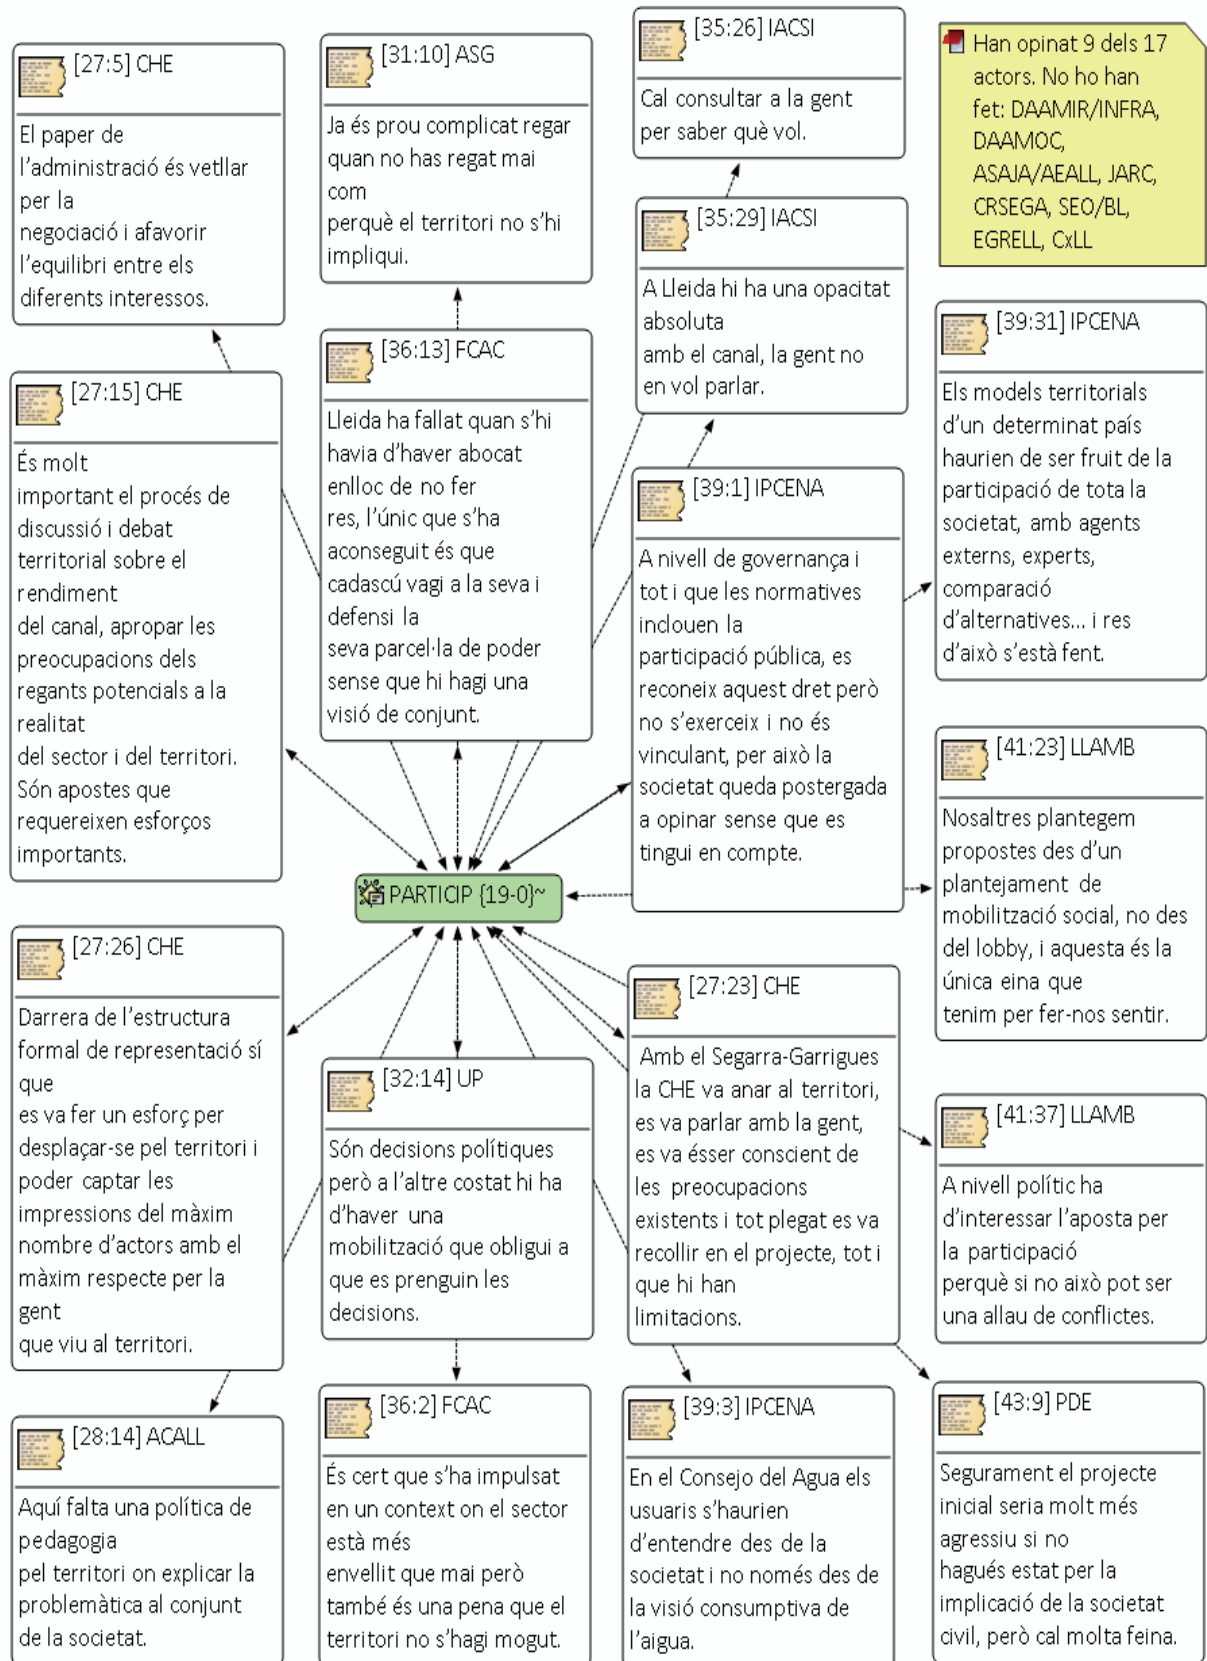 [27:5] CHE
El paper de
l'administració és vetllar
per la
negociació i afavorir
l'equilibri entre els
diferents interessos.
[31:10] ASG
Ja és prou complicat regar
quan no has regat mai
com
perquè el territori no s'hi
impliqui.
[35:26] IACSI
Cal consultar a la gent
per saber què vol.
Han opinat 9 dels 17
actors. No ho han
fet: DAAMIR/INFRA,
DAAMOC,
ASAJA/AEALL, JARC,
CRSEGA, SEO/BL,
EGRELL, CxLL
[35:29] IACSI
A Lleida hi ha una opacitat
absoluta
amb el canal, la gent no
en vol parlar.
[27:15] CHE
És molt
important el procés de
discussió i debat
territorial sobre el
rendiment
del canal, apropar les
preocupacions dels
regants potencials a la
realitat
del sector i del territori.
Són apostes que
requereixen esforços
importants.
[36:13] FCAC
Lleida ha fallat quan s'hi
havia d'haver abocat
enlloc de no fer
res, l'únic que s'ha
aconseguit és que
cadascú vagi a la seva i
defensi la
seva parcel·la de poder
sense que hi hagi una
visió de conjunt.
[39:1] IPCENA
A nivell de governança i
tot i que les normatives
inclouen la
participació pública, es
reconeix aquest dret però
no s'exerceix i no és
vinculant, per això la
societat queda postergada
a opinar sense que es
tingui en compte.
[39:31] IPCENA
Els models territorials
d'un determinat país
haurien de ser fruit de la
participació de tota la
societat, amb agents
externs, experts,
comparació
d'alternatives... i res
d'això s'està fent.
[41:23] LLAMB
Nosaltres plantegem
propostes des d'un
plantejament de
mobilització social, no des
del lobby, i aquesta és la
única eina que
tenim per fer-nos sentir.
PARTICIP {19-0}~
[27:26] CHE
Darrera de l'estructura
formal de representació sí
que
es va fer un esforç per
desplaçar-se pel territori i
poder captar les
impressions del màxim
nombre d'actors amb el
màxim respecte per la
gent
que viu al territori.
[32:14] UP
Són decisions polítiques
però a l'altre costat hi ha
d'haver una
mobilització que obligui a
que es prenguin les
decisions.
[27:23] CHE
Amb el Segarra-Garrigues
la CHE va anar al territori,
es va parlar amb la gent,
es va ésser conscient de
les preocupacions
existents i tot plegat es va
recollir en el projecte, tot i
que hi han
limitacions.
[41:37] LLAMB
A nivell polític ha
d'interessar l'aposta per
la participació
perquè si no això pot ser
una allau de conflictes.
[28:14] ACALL
Aquí falta una política de
pedagogia
pel territori on explicar la
problemàtica al conjunt
de la societat.
[36:2] FCAC
És cert que s'ha impulsat
en un context on el sector
està més
envellit que mai però
també és una pena que el
territori no s'hagi mogut.
[39:3] IPCENA
En el Consejo del Agua els
usuaris s'haurien
d'entendre des de la
societat i no només des de
la visió consumptiva de
l'aigua.
[43:9] PDE
Segurament el projecte
inicial seria molt més
agressiu si no
hagués estat per la
implicació de la societat
civil, però cal molta feina.